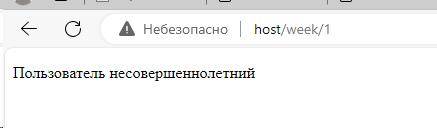 Небезопасно host/week/1
Пользователь несовершеннолетний